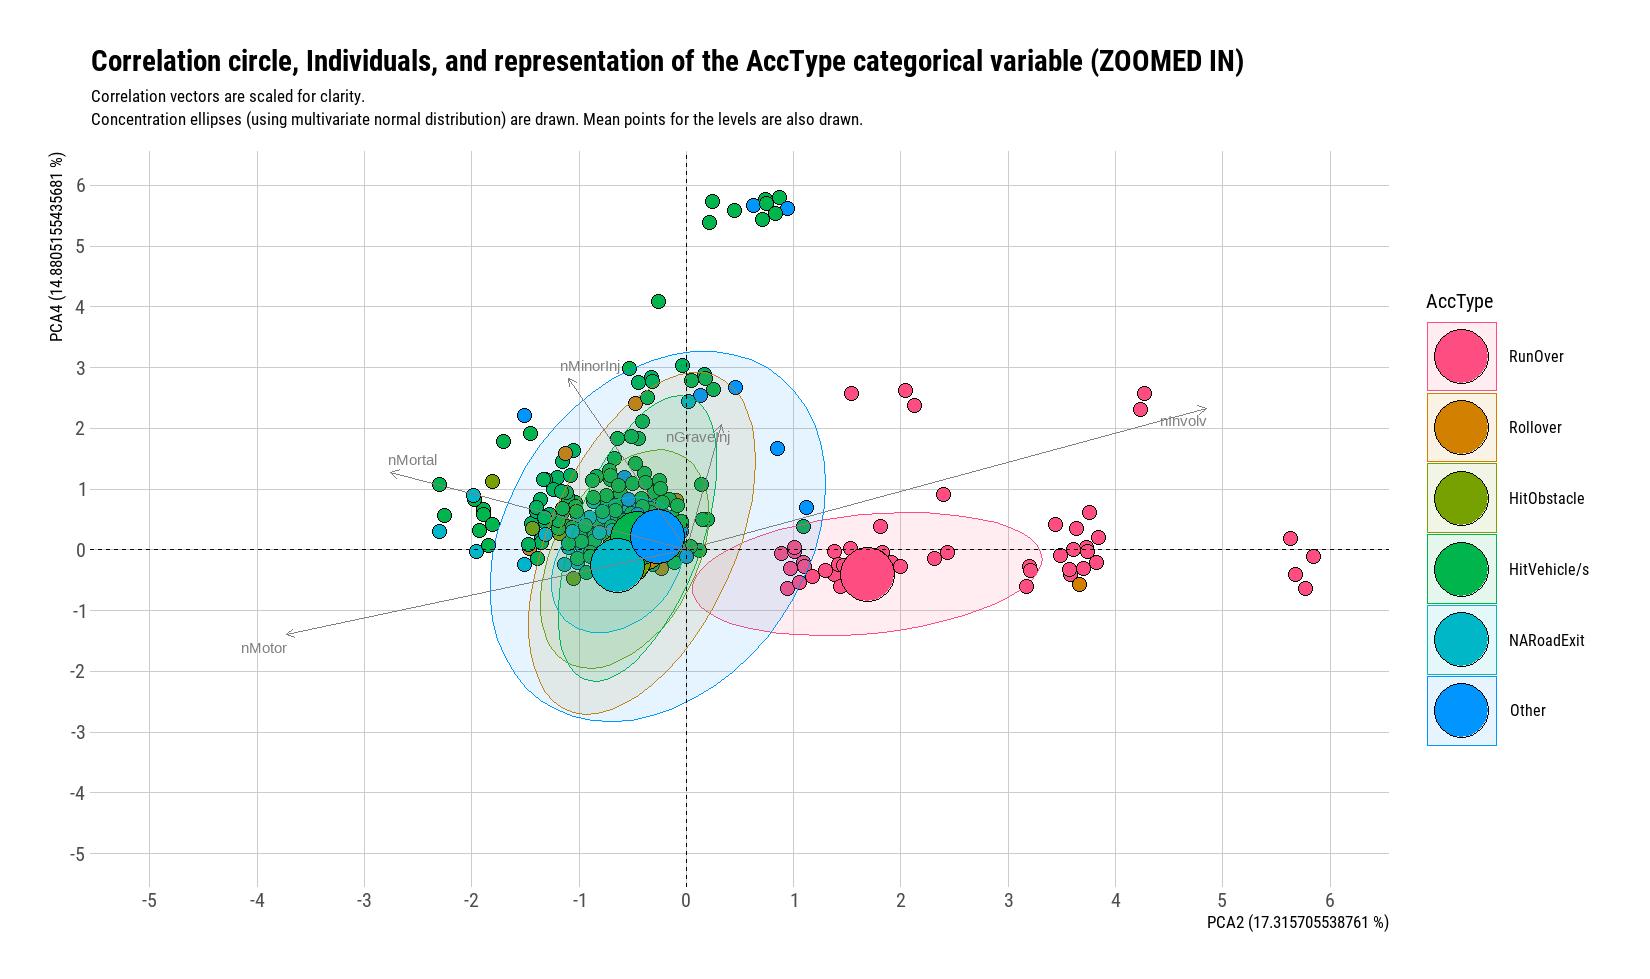 Correlation circle, Individuals, and representation of the AccType categorical variable (ZOOMED IN)
Correlation vectors are scaled for clarity.
Concentration ellipses (using multivariate normal distribution) are drawn. Mean points for the levels are also drawn.
PCA4 (14.8805155435681 %)
6
5
4
3
2
1
0
-1
-2
-3
-4
-5
nMinorInj
nGraveInj
nInvolv
nMortal
nMotor
-5
-4
-3
-2
-1
0
1
2
3
4
5
6
PCA2 (17.315705538761 %)
AccType
RunOver
Rollover
HitObstacle
HitVehicle/s
NARoadExit
Other